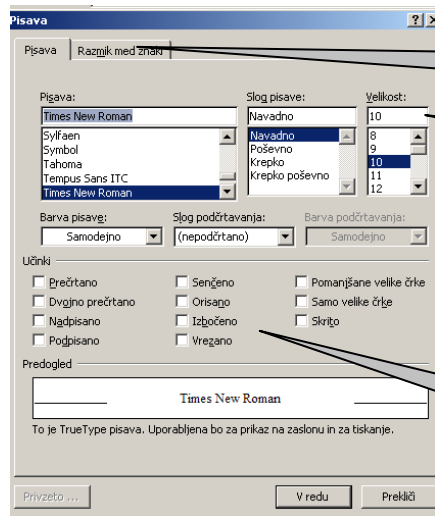 Pisava
Pisava Razmik med znaki
Pisava: Slog pisave: Velikost:
Times New Roman Navadno 10
Sylfaen Navadno 8
Symbol Poševno 9
Tahoma Krepko 10
Tempus Sans ITC Krepko poševno 11
Times New Roman 12
Barva pisave: Slog podčrtavanja: Barva podčrtavanja:
Samodejno (nepodčrtano) Samodejno
Učinki
Prečrtano Senčeno Pomanjšane velike črke
Dvojno prečrtano Orisano Samo velike črke
Nadpisano Izbočeno Skrito
Podpisano Vrezano
Predogled
Times New Roman
To je TrueType pisava. Uporabljena bo za prikaz na zaslonu in za tiskanje.
Privzeto ... V redu Prekliči